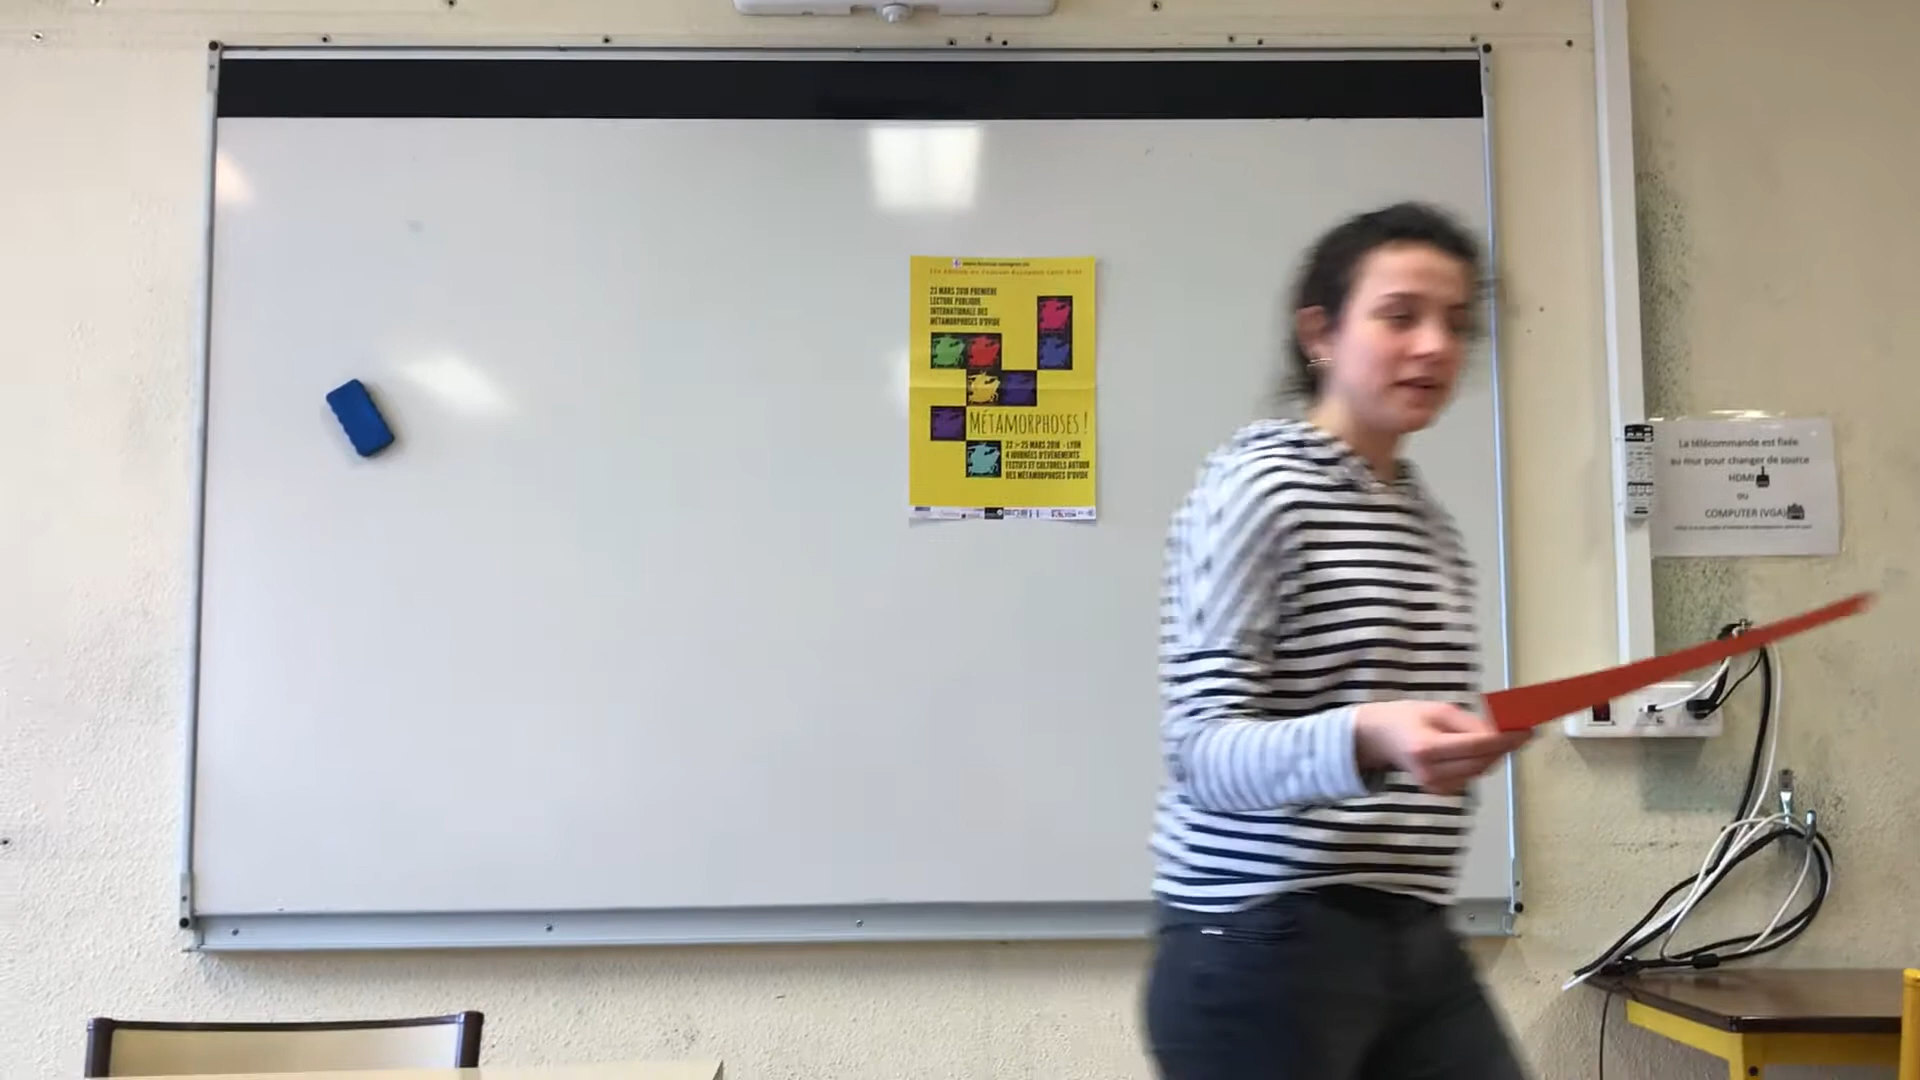 23 MARS 2018 PREMIÈRE
LECTURE PUBLIQUE
INTERNATIONALE DES
MÉTAMORPHOSES D'OVIDE
MÉTAMORPHOSES !
22 > 25 MARS 2018 - LYON
4 JOURNÉES D'ÉVÉNEMENTS
FESTIFS ET CULTURELS AUTOUR
DES MÉTAMORPHOSES D'OVIDE
La télécommande est fixée
au mur pour changer de source
HDMI
ou
COMPUTER (VGA)